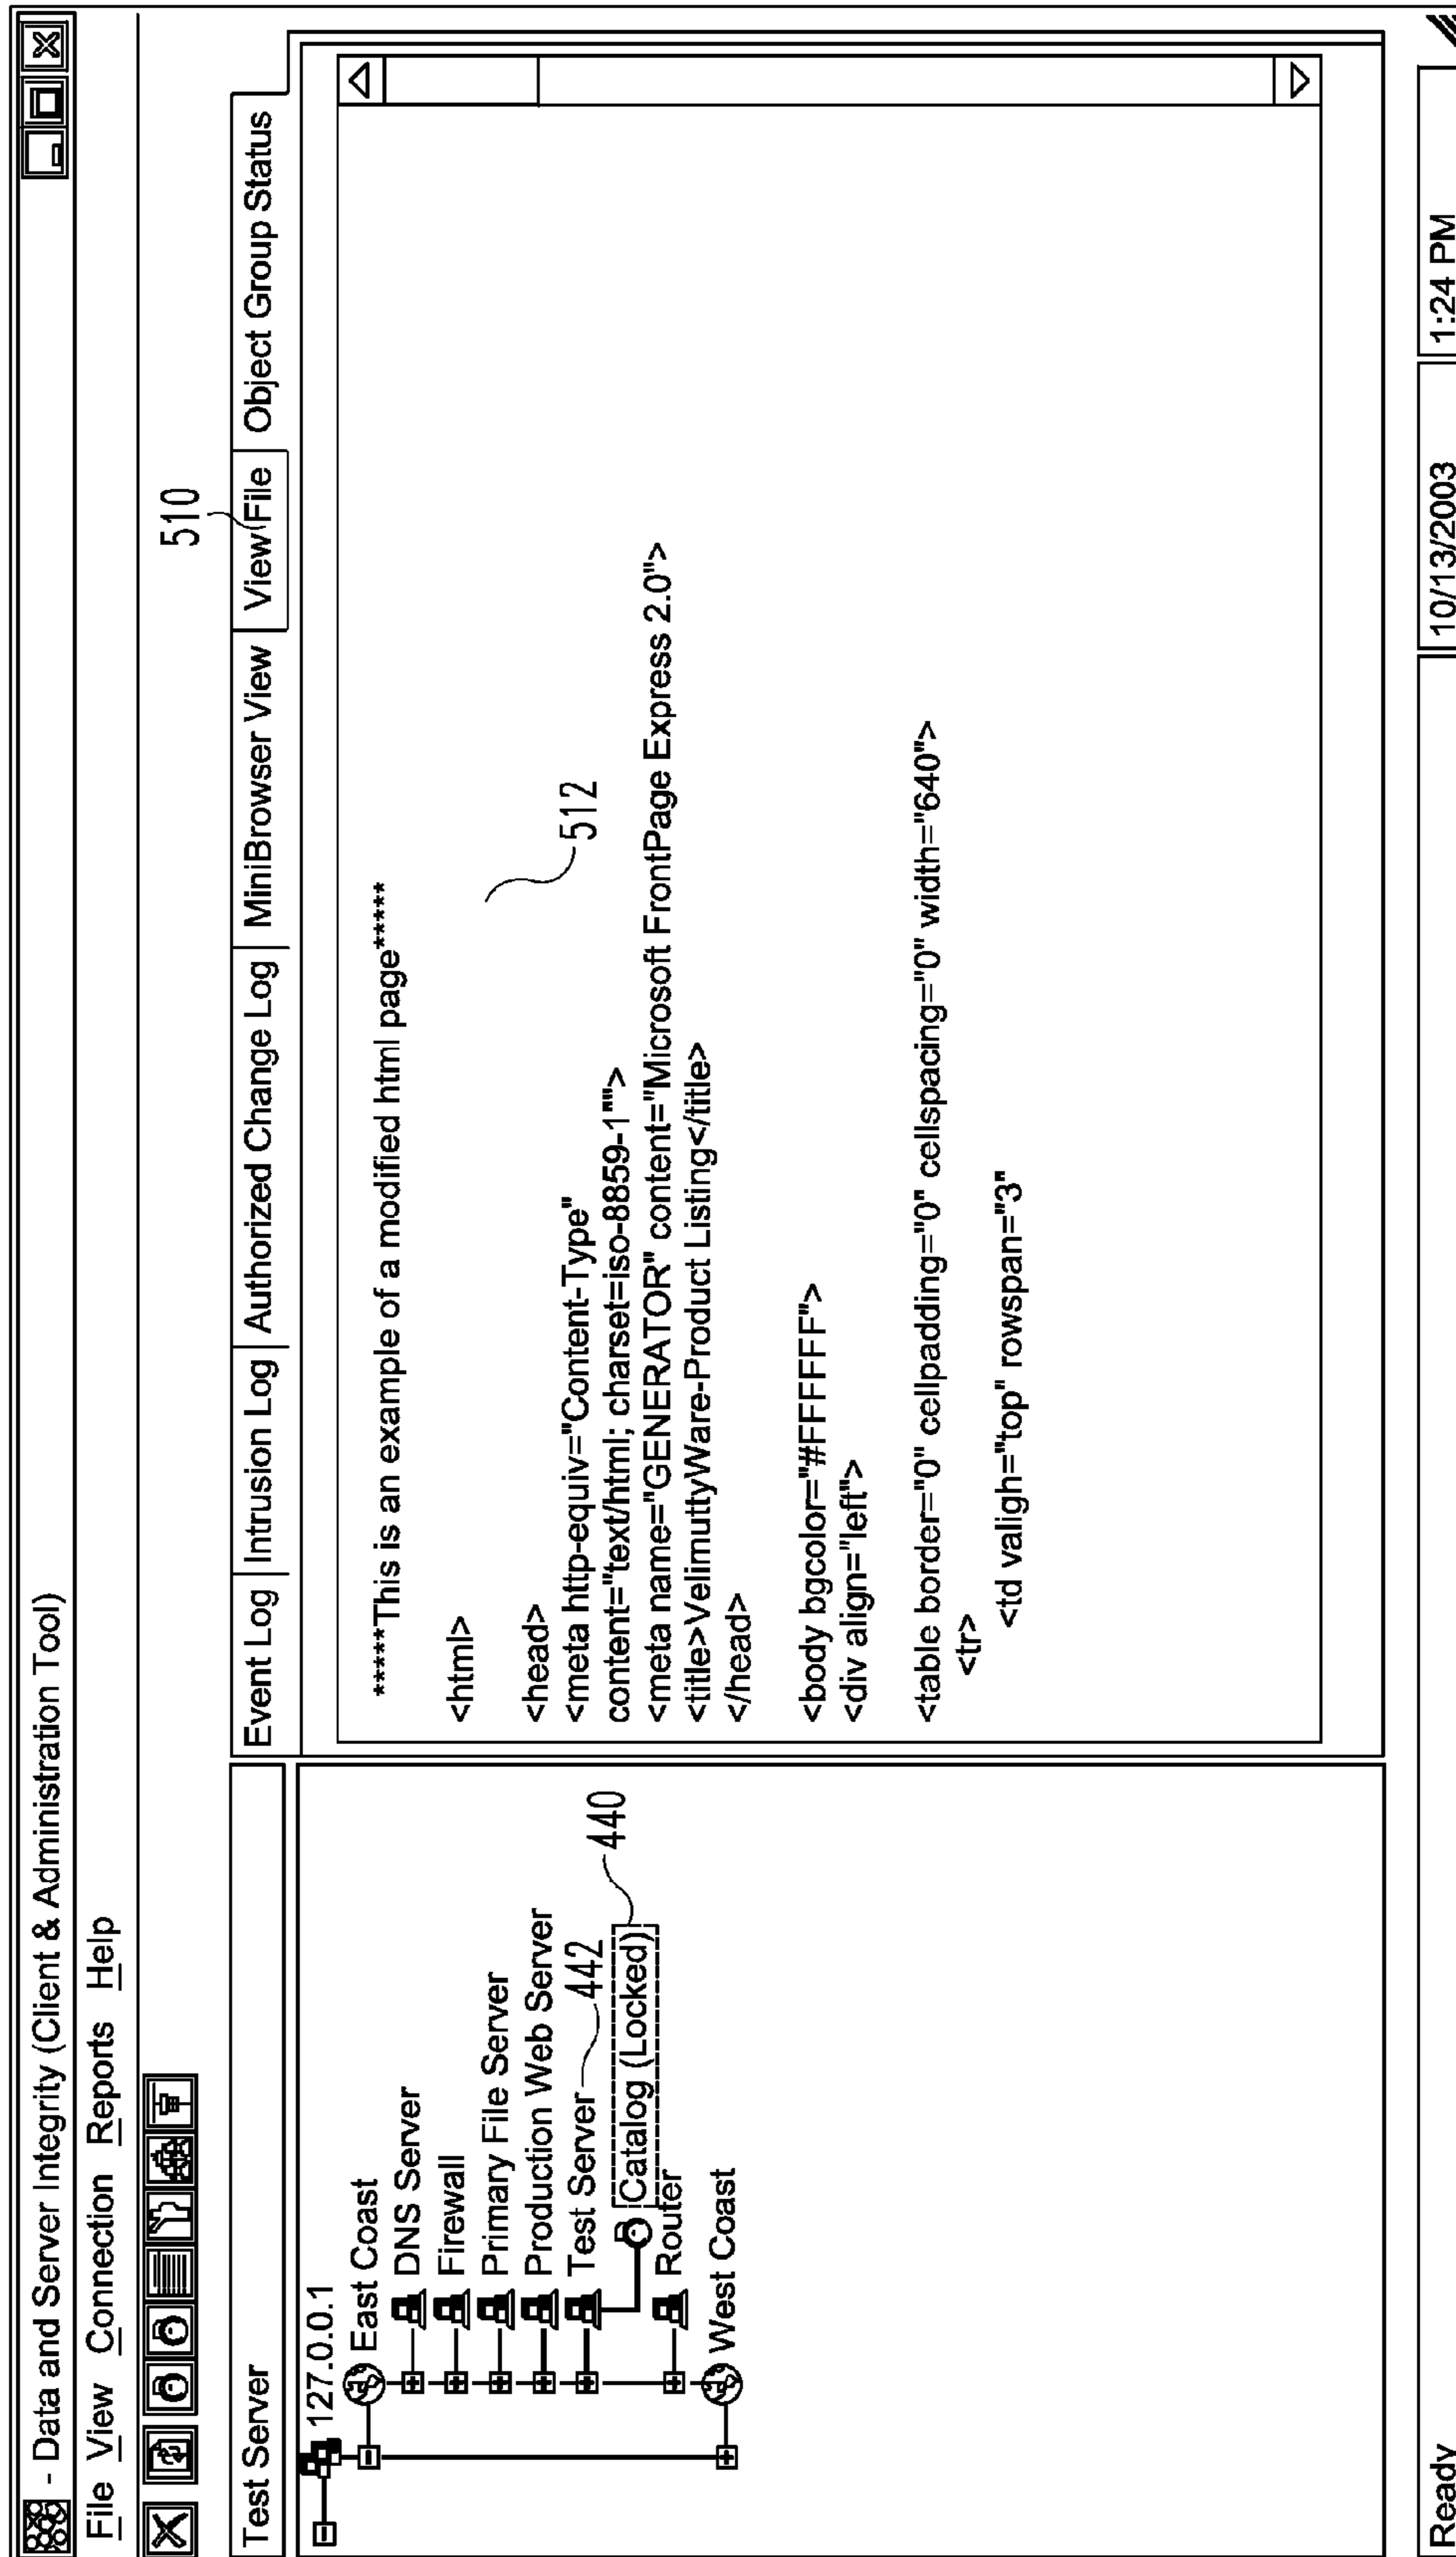 - Data and Server Integrity (Client & Administration Tool)
File View Connection Reports Help
510
Test Server
Event Log Intrusion Log Authorized Change Log MiniBrowser View View File Object Group Status
127.0.0.1
East Coast
DNS Server
Firewall
Primary File Server
Production Web Server
Test Server 442
Catalog (Locked) 440
Router
West Coast
*****This is an example of a modified html page*****
512
<html>
<head>
<meta http-equiv="Content-Type"
content="text/html; charset=iso-8859-1"">
<meta name="GENERATOR" content="Microsoft FrontPage Express 2.0">
<title>VelimuttyWare-Product Listing</title>
</head>
<body bgcolor="#FFFFFF">
<div align="left">
<table border="0" cellpadding="0" cellspacing="0" width="640">
<tr>
<td valigh="top" rowspan="3"
Ready 10/13/2003 1:24 PM